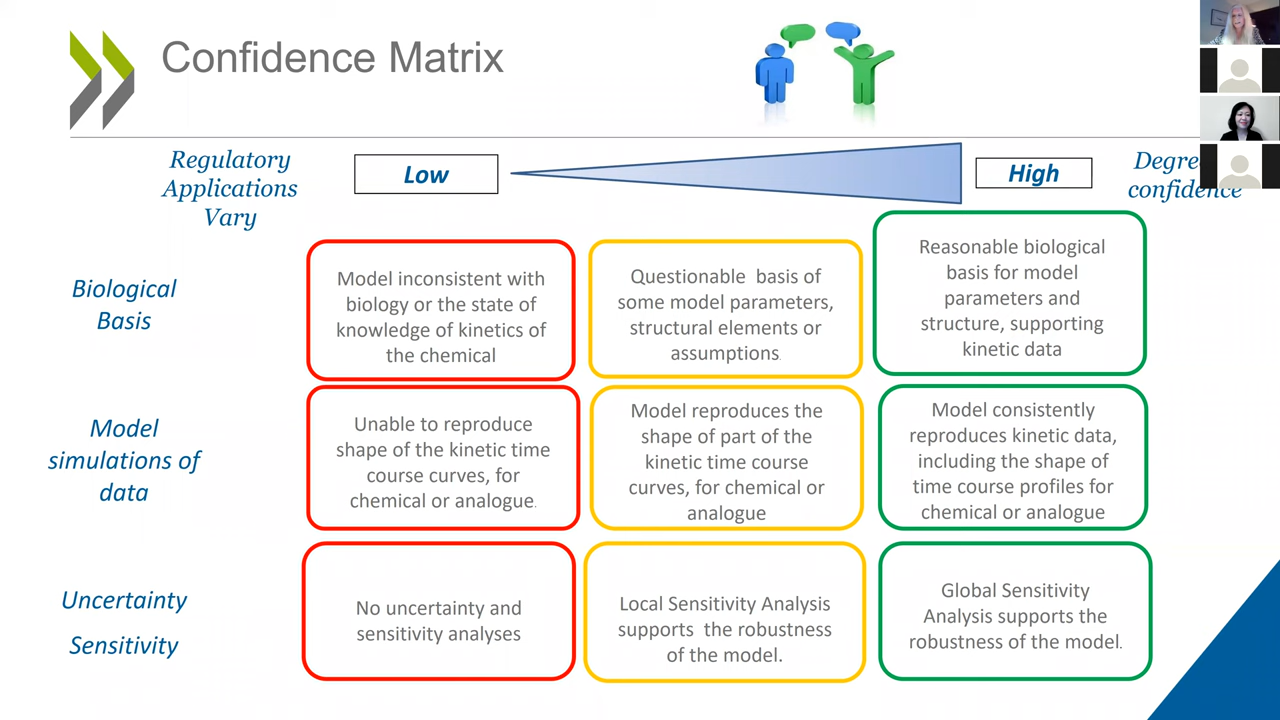 Confidence Matrix
Regulatory
Applications
Vary
Low
High
confidence
Biological
Basis
Model inconsistent with
biology or the state of
knowledge of kinetics of
the chemical
Questionable basis of
some model parameters,
structural elements or
assumptions.
Reasonable biological
basis for model
parameters and
structure, supporting
kinetic data
Model
simulations of
data
Unable to reproduce
shape of the kinetic time
course curves, for
chemical or analogue.
Model reproduces the
shape of part of the
kinetic time course
curves, for chemical or
analogue
Model consistently
reproduces kinetic data,
including the shape of
time course profiles for
chemical or analogue
Uncertainty
Sensitivity
No uncertainty and
sensitivity analyses
Local Sensitivity Analysis
supports the robustness
of the model.
Global Sensitivity
Analysis supports the
robustness of the model.